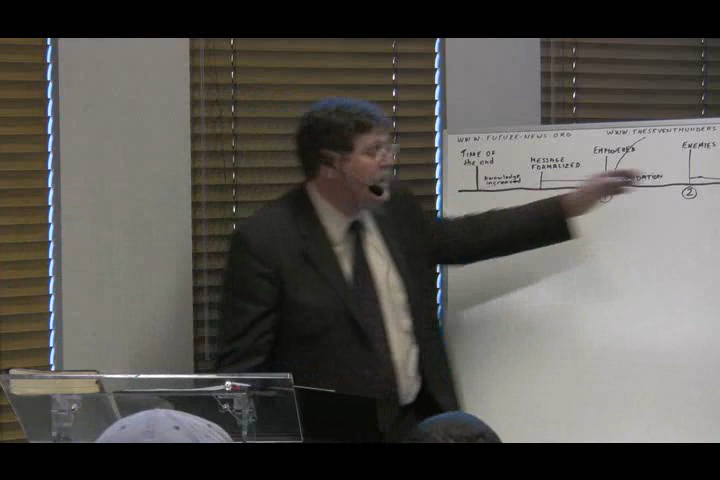 WWW.FUTURE-NEWS.ORG
WWW.THESEVENTHUNDERS
TIME OF
the end
Knowledge
increased
MESSAGE
FORMALIZED
EMPOWERED
ENEMIES
2